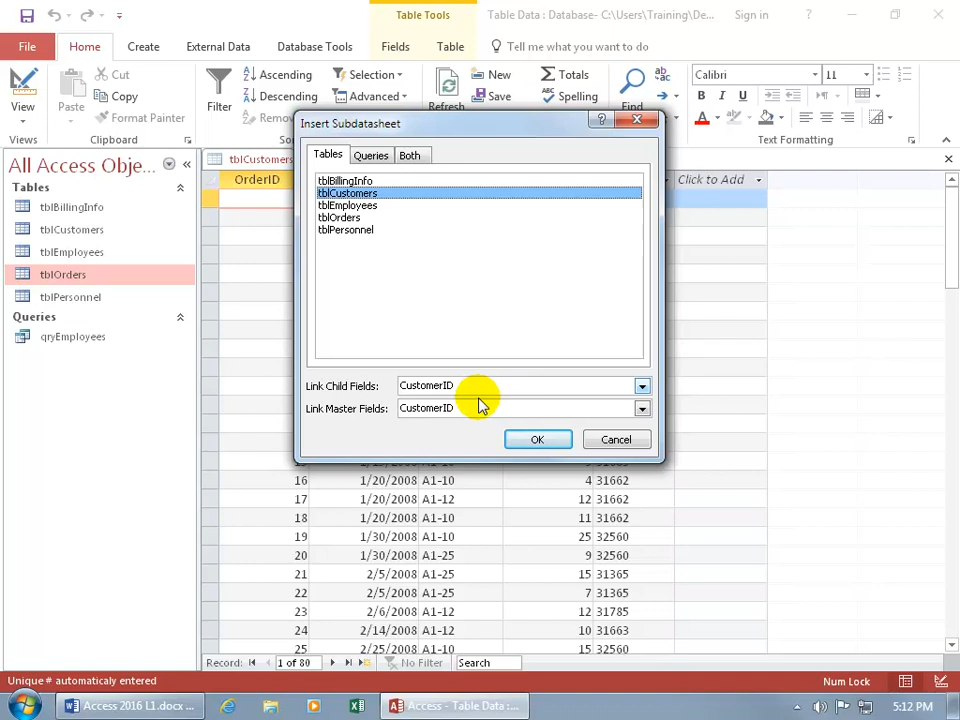 Table Tools
Table Data : Database- C:\Users\Training\De...
Sign in
?
File
Home
Create
External Data
Database Tools
Fields
Table
Tell me what you want to do
View
Paste
Cut
Copy
Format Painter
Filter
Ascending
Descending
Remov
Selection
Advanced
Refresh
New
Save
Totals
Spelling
Find
Calibri
11
B I U
A
Views
Clipboard
Text Formatting
All Access Obje...
Tables
tblBillingInfo
tblCustomers
tblEmployees
tblOrders
tblPersonnel
Queries
qryEmployees
tblCustomers
OrderID
Click to Add
Insert Subdatasheet
?
Tables
Queries
Both
tblBillingInfo
tblCustomers
tblEmployees
tblOrders
tblPersonnel
Link Child Fields: CustomerID
Link Master Fields: CustomerID
OK
Cancel
16 1/20/2008 A1-10 4 31662
17 1/20/2008 A1-12 12 31662
18 1/20/2008 A1-10 11 31662
19 1/30/2008 A1-10 25 32560
20 1/30/2008 A1-25 9 32560
21 2/5/2008 A1-25 15 31365
22 2/5/2008 A1-25 7 31365
23 2/6/2008 A1-12 12 31785
24 2/14/2008 A1-12 10 31663
25 2/25/2008 A1-25 15 32560
Record: 1 of 80 No Filter Search
Unique # automaticaly entered
Num Lock
Access 2016 L1.docx ...
Access - Table Data :...
5:12 PM